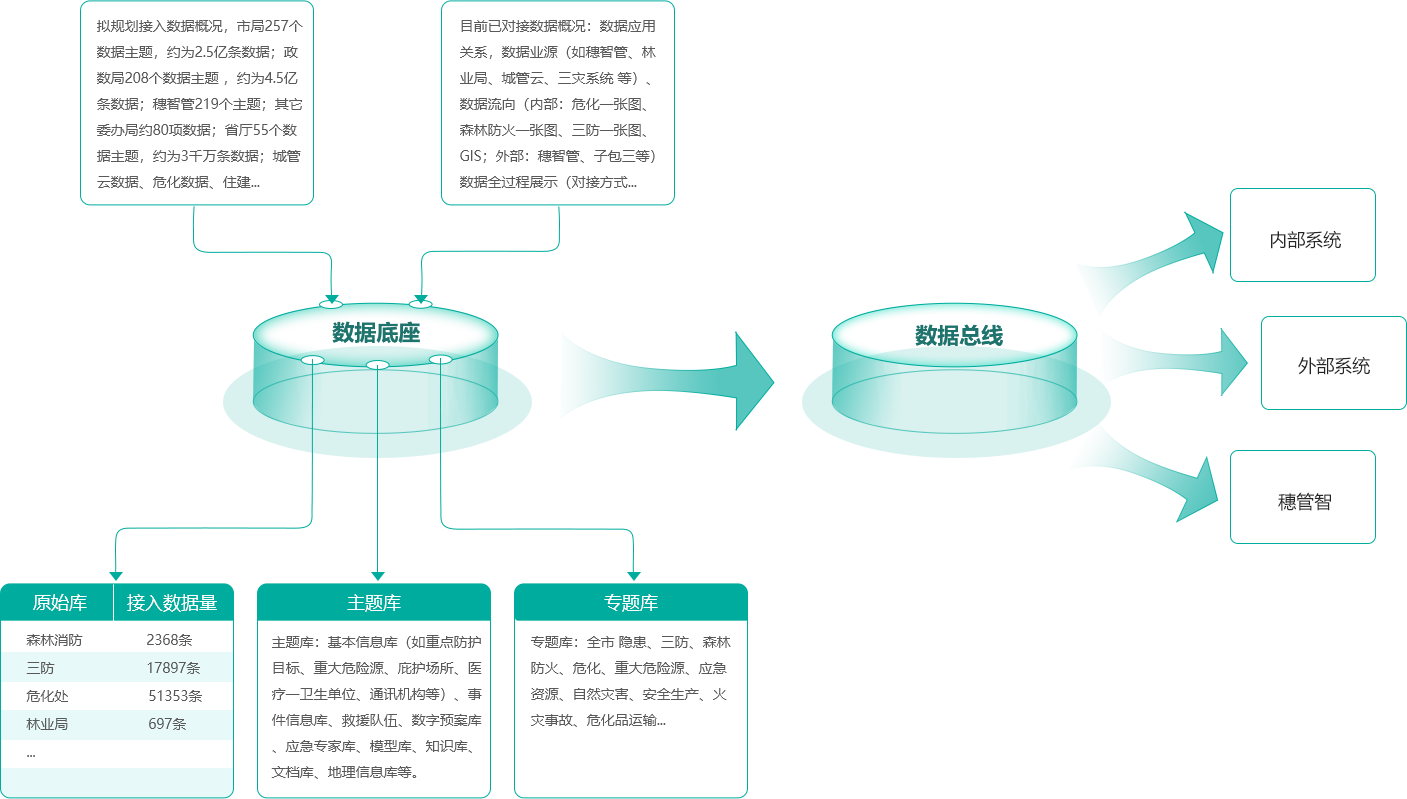 拟规划接入数据概况，市局257个
数据主题，约为2.5亿条数据；政
数局208个数据主题 ，约为4.5亿
条数据；穗智管219个主题；其它
委办局约80项数据；省厅55个数
据主题，约为3千万条数据；城管
云数据、危化数据、住建...
目前已对接数据概况：数据应用
关系，数据业源（如穗智管、林
业局、城管云、三灾系统 等）、
数据流向（内部：危化一张图、
森林防火一张图、三防一张图、
GIS；外部：穗智管、子包三等）
数据全过程展示（对接方式...
数据底座
数据总线
内部系统
外部系统
穗管智
原始库 接入数据量
森林消防 2368条
三防 17897条
危化处 51353条
林业局 697条
...
主题库
主题库：基本信息库（如重点防护
目标、重大危险源、庇护场所、医
疗一卫生单位、通讯机构等）、事
件信息库、救援队伍、数字预案库
、应急专家库、模型库、知识库、
文档库、地理信息库等。
专题库
专题库：全市 隐患、三防、森林
防火、危化、重大危险源、应急
资源、自然灾害、安全生产、火
灾事故、危化品运输...